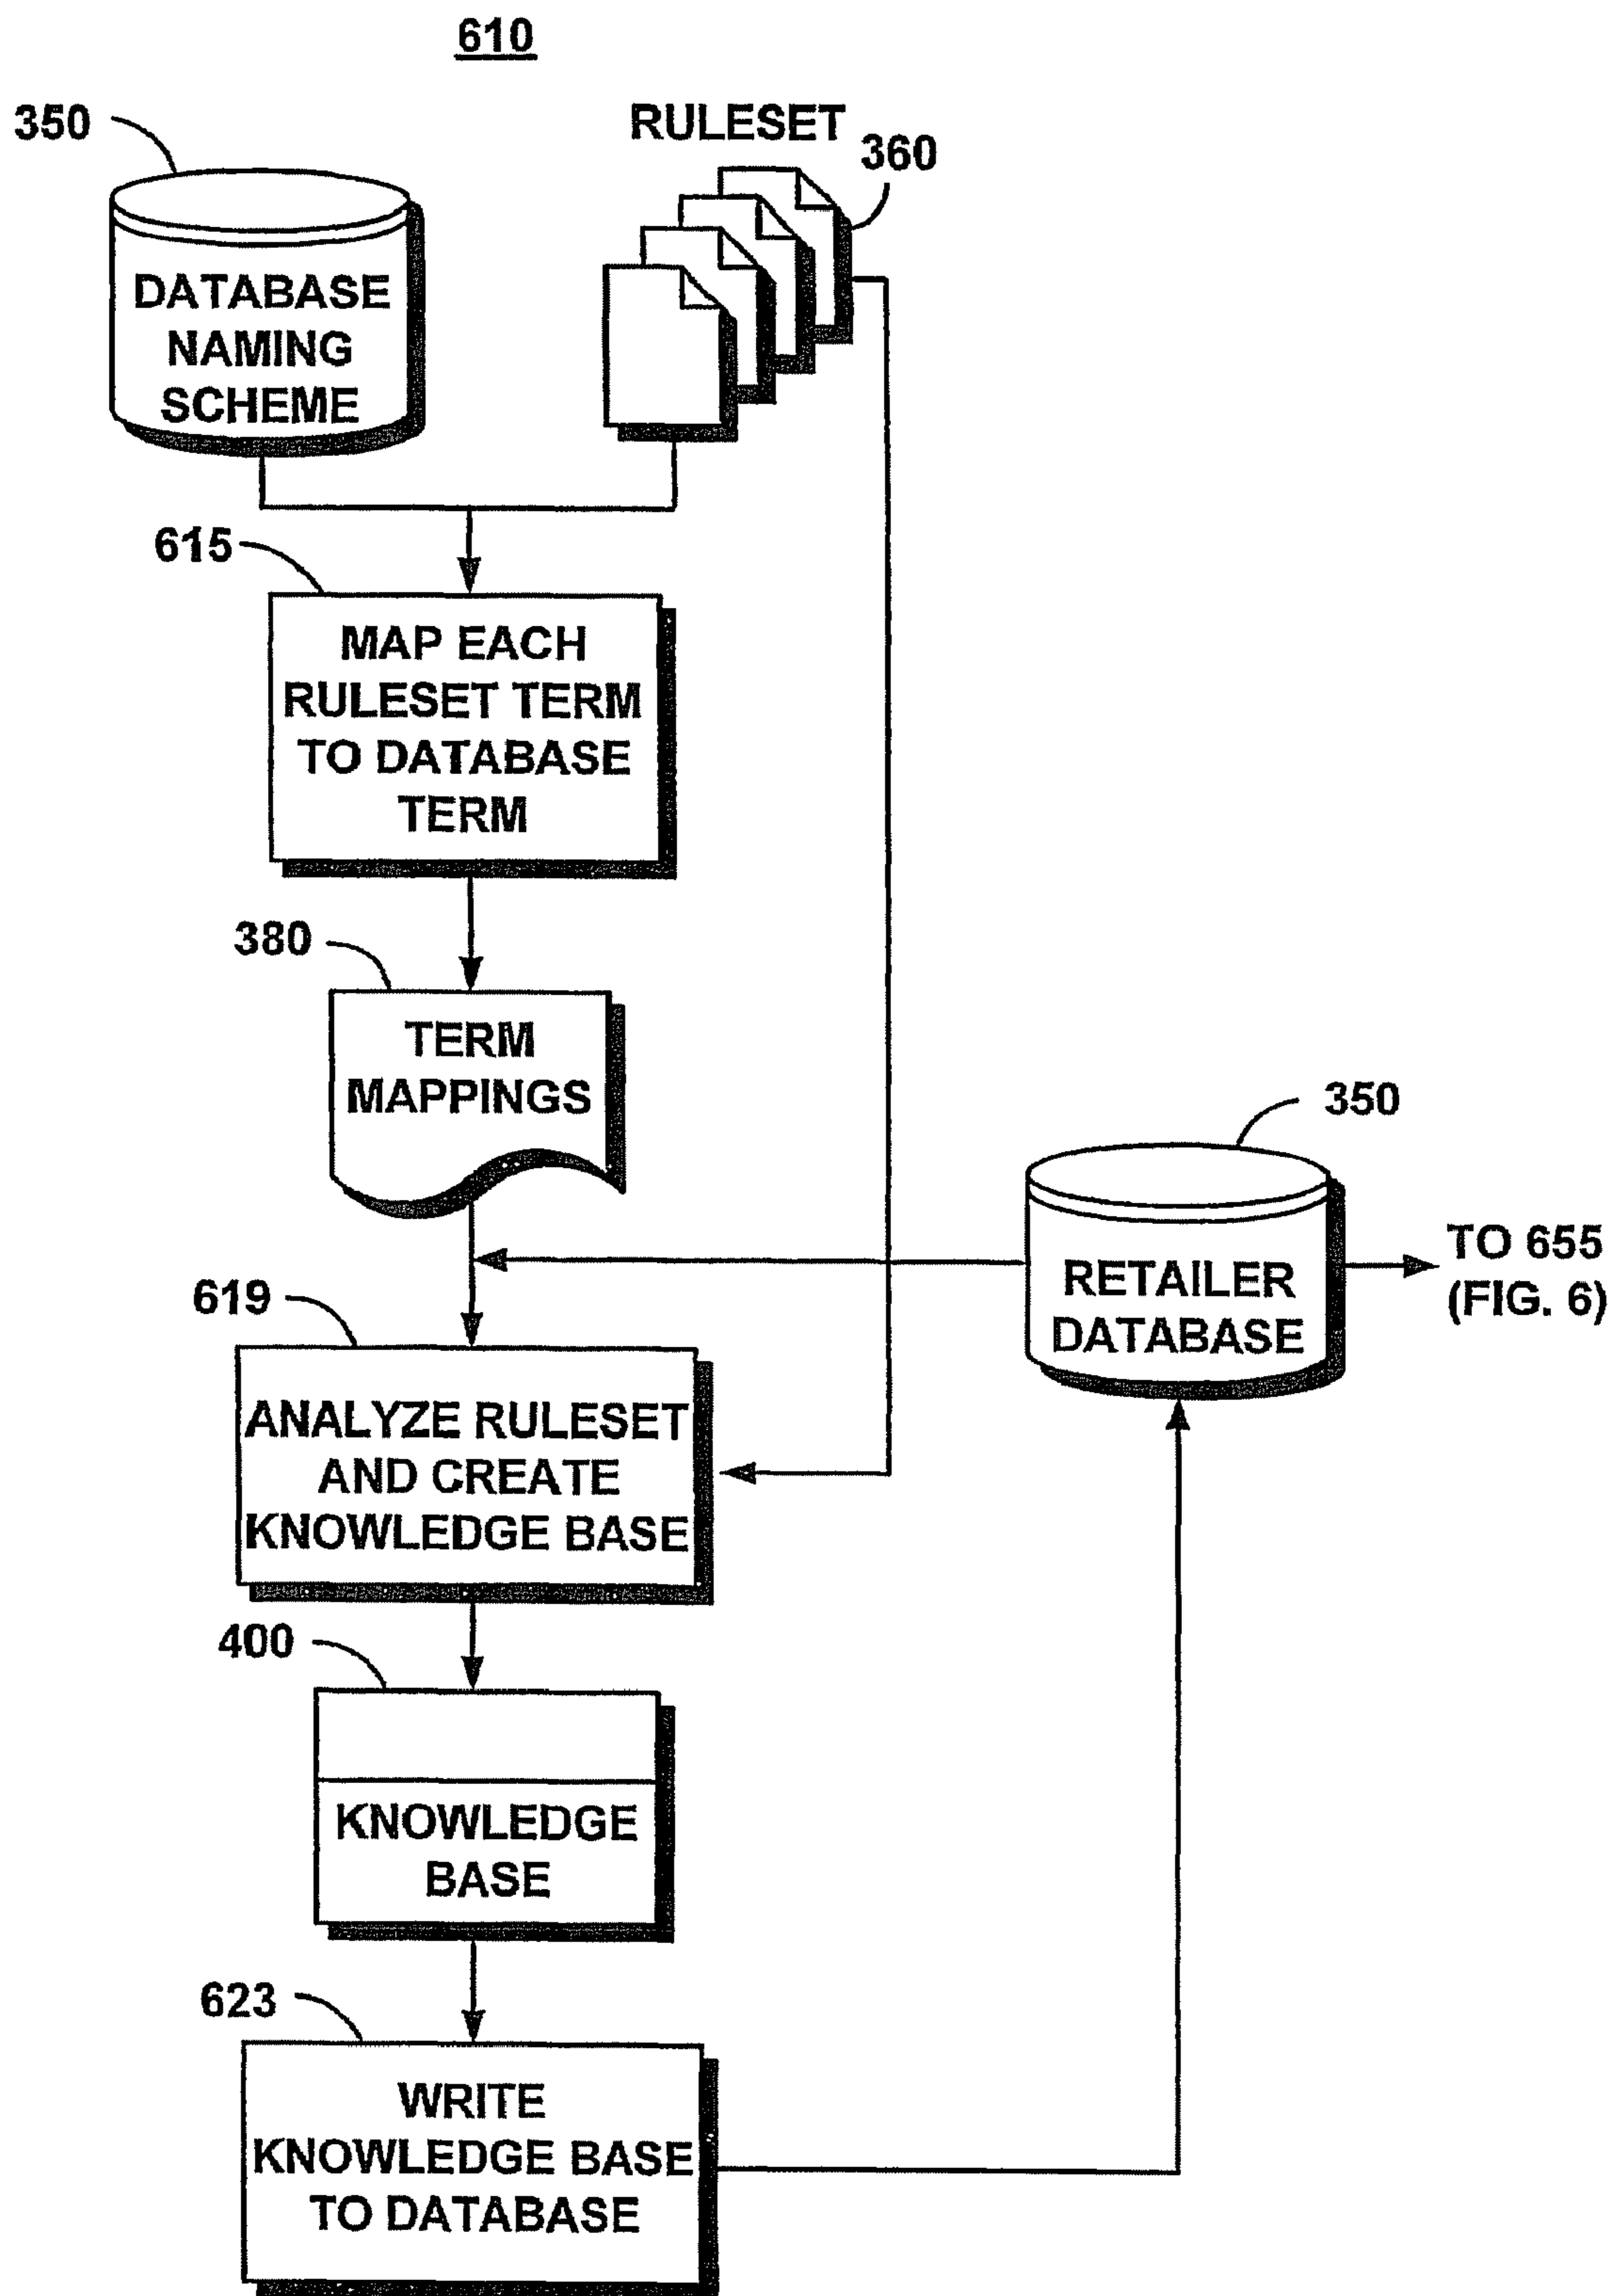 610
350
RULESET
360
DATABASE
NAMING
SCHEME
615
MAP EACH
RULESET TERM
TO DATABASE
TERM
380
TERM
MAPPINGS
350
RETAILER
DATABASE
TO 655
(FIG. 6)
619
ANALYZE RULESET
AND CREATE
KNOWLEDGE BASE
400
KNOWLEDGE
BASE
623
WRITE
KNOWLEDGE BASE
TO DATABASE